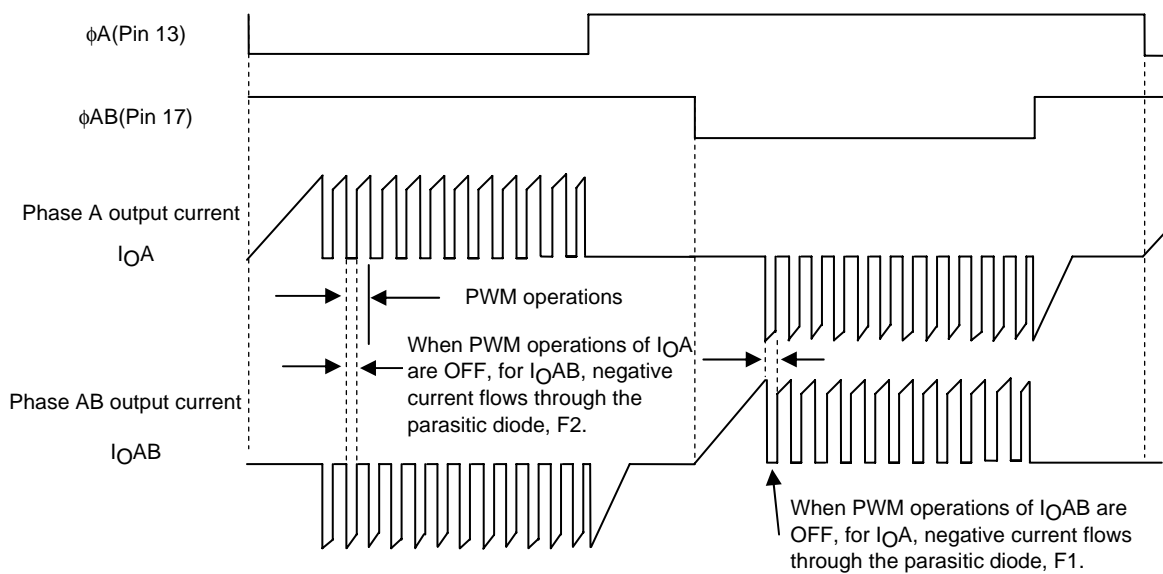 ϕA(Pin 13)
ϕAB(Pin 17)
Phase A output current
IOA
PWM operations
When PWM operations of IOA
are OFF, for IOAB, negative
current flows through the
parasitic diode, F2.
Phase AB output current
IOAB
When PWM operations of IOAB are
OFF, for IOA, negative current flows
through the parasitic diode, F1.